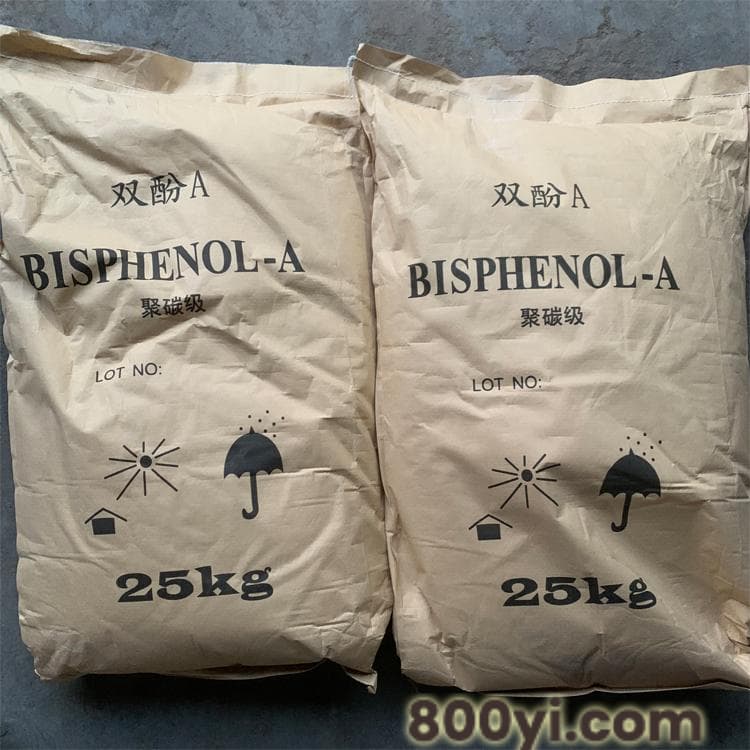 双酚A
BISPHENOL-A
聚碳级
LOT NO:
25kg
双酚A
BISPHENOL-A
聚碳级
LOT NO:
25kg
800yi.com